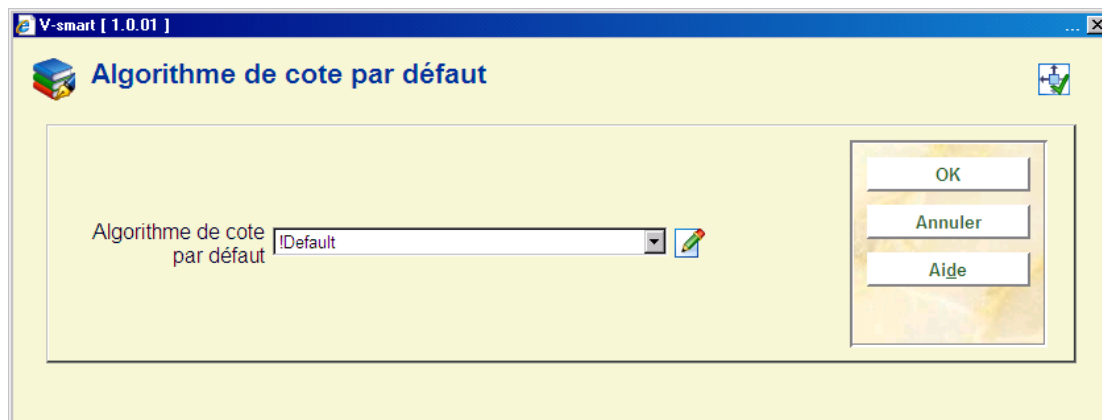 V-smart [ 1.0.01 ] ...
Algorithme de cote par défaut
Algorithme de cote
par défaut
!Default
OK
Annuler
Aide